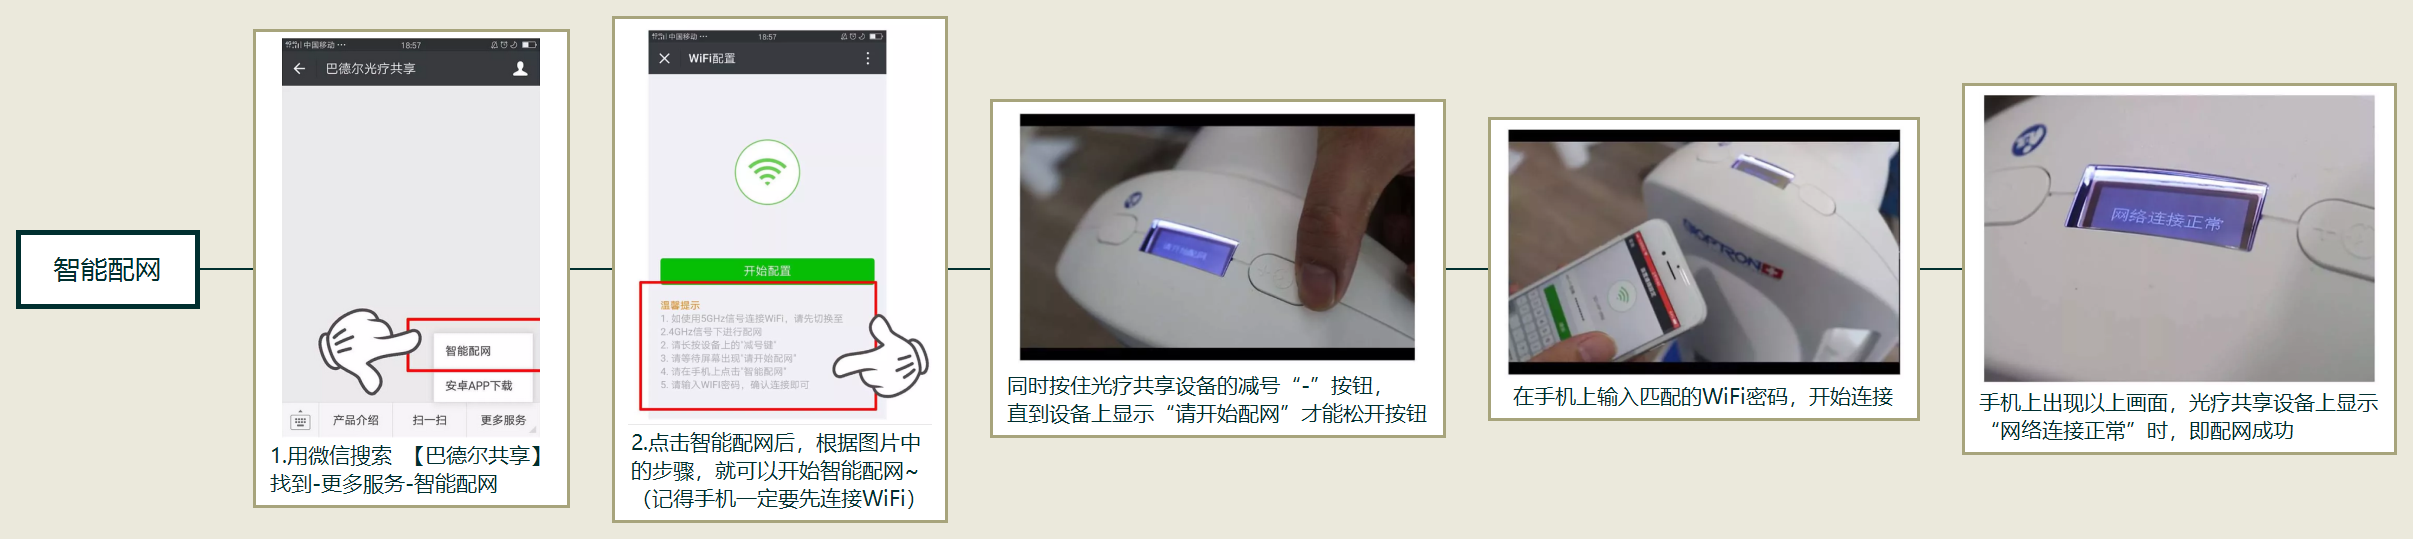 智能配网
中国移动 ··· 18:57
巴德尔光疗共享
智能配网
安卓APP下载
产品介绍 扫一扫 更多服务
1.用微信搜索 【巴德尔共享】
找到-更多服务-智能配网
中国移动 ··· 18:57
WiFi配置
开始配置
温馨提示
1. 如使用5GHz信号连接WiFi，请先切换至
2.4GHz信号下进行配网
2. 请长按设备上的"减号键"
3. 请等待屏幕出现"请开始配网"
4. 请在手机上点击"智能配网"
5. 请输入WIFI密码，确认连接即可
2.点击智能配网后，根据图片中
的步骤，就可以开始智能配网~
（记得手机一定要先连接WiFi）
请开始配网
同时按住光疗共享设备的减号“-”按钮，
直到设备上显示“请开始配网”才能松开按钮
BIOPTRON
在手机上输入匹配的WiFi密码，开始连接
网络连接正常
手机上出现以上画面，光疗共享设备上显示
“网络连接正常”时，即配网成功